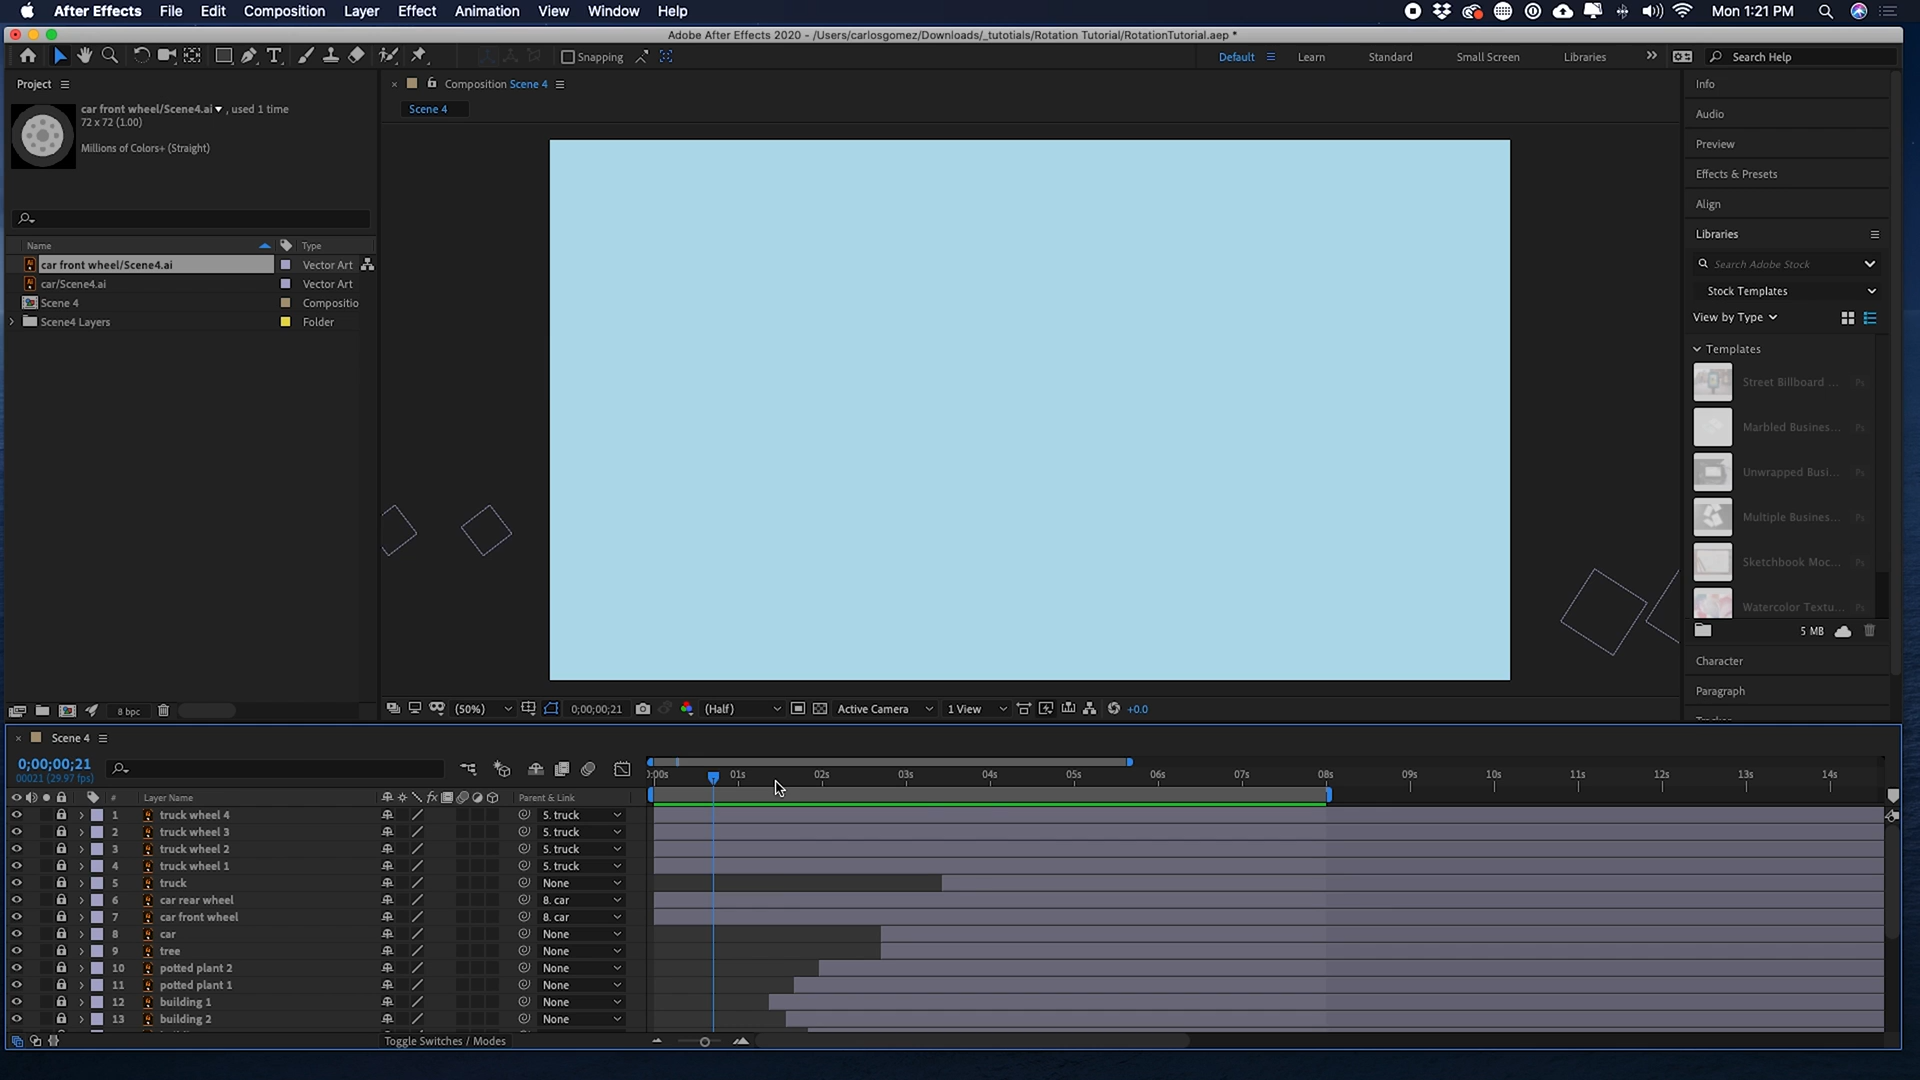 After Effects File Edit Composition Layer Effect Animation View Window Help Mon 1:21 PM
Adobe After Effects 2020 - /Users/carlosgomez/Downloads/_tutotials/Rotation Tutorial/RotationTutorial.aep *
Snapping Default Learn Standard Small Screen Libraries Search Help
Project
car front wheel/Scene4.ai , used 1 time
72 x 72 (1.00)
Millions of Colors+ (Straight)
Name Type
car front wheel/Scene4.ai Vector Art
car/Scene4.ai Vector Art
Scene 4 Compositio
Scene4 Layers Folder
8 bpc
Composition Scene 4
Scene 4
(50%) 0;00;00;21 (Half) Active Camera 1 View +0.0
Info
Audio
Preview
Effects & Presets
Align
Libraries
Search Adobe Stock
Stock Templates
View by Type
Templates
Street Billboard ... Ps
Marbled Busines... Ps
Unwrapped Busi... Ps
Multiple Busines... Ps
Sketchbook Moc... Ps
Watercolor Textu... Ps
5 MB
Character
Paragraph
Scene 4
0;00;00;21
00021 (29.97 fps)
:00s 01s 02s 03s 04s 05s 06s 07s 08s 09s 10s 11s 12s 13s 14s
# Layer Name fx Parent & Link
1 truck wheel 4 5. truck
2 truck wheel 3 5. truck
3 truck wheel 2 5. truck
4 truck wheel 1 5. truck
5 truck None
6 car rear wheel 8. car
7 car front wheel 8. car
8 car None
9 tree None
10 potted plant 2 None
11 potted plant 1 None
12 building 1 None
13 building 2 None
Toggle Switches / Modes